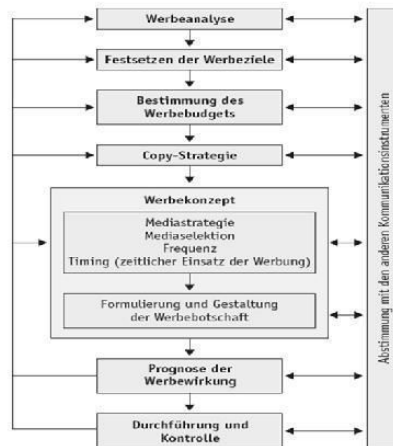 Werbeanalyse
Festsetzen der Werbeziele
Bestimmung des
Werbebudgets
Copy-Strategie
Werbekonzept
Mediastrategie
Mediaselektion
Frequenz
Timing (zeitlicher Einsatz der Werbung)
Formulierung und Gestaltung
der Werbebotschaft
Prognose der
Werbewirkung
Durchführung und
Kontrolle
Abstimmung mit den anderen Kommunikationsinstrumenten